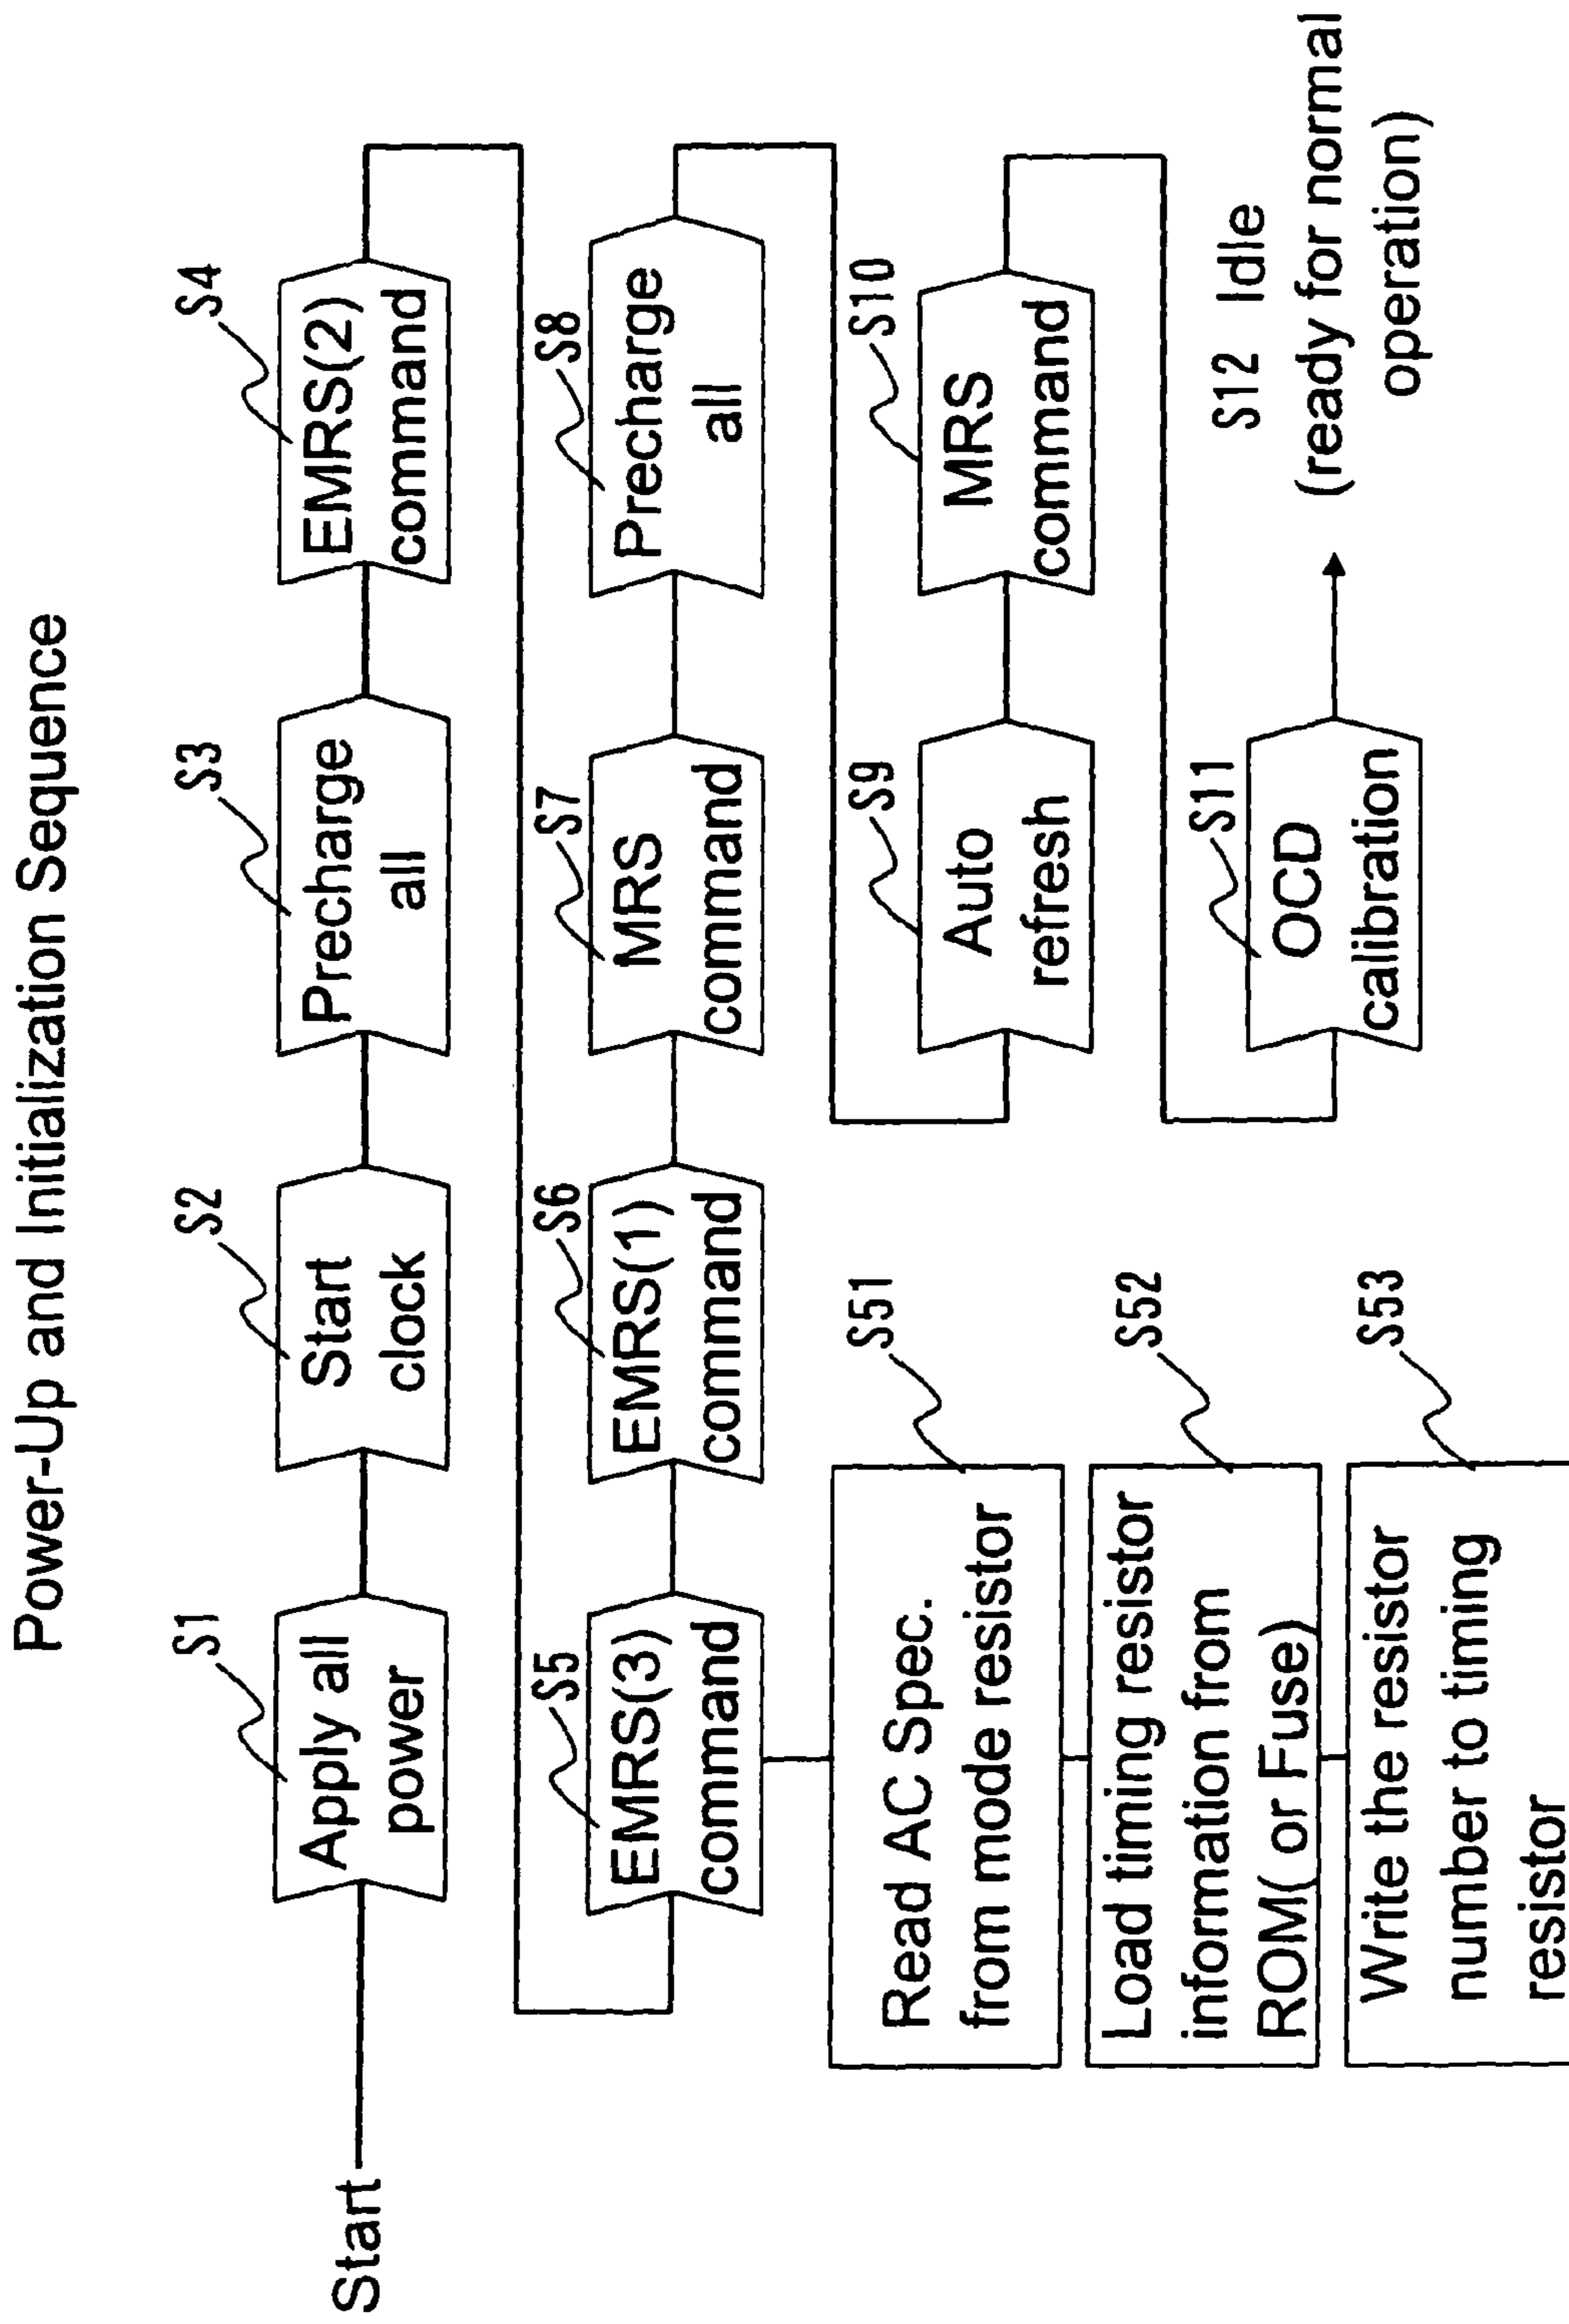 Power-Up and Initialization Sequence
S1
S2
S3
S4
Start
Apply all
power
Start
clock
Precharge
all
EMRS(2)
command
S5
S6
S7
S8
EMRS(3)
command
EMRS(1)
command
MRS
command
Precharge
all
S51
S9
S10
Read AC Spec.
from mode resistor
Auto
refresh
MRS
command
S52
Load timing resistor
information from
ROM( or Fuse)
S11
S12 Idle
OCD
calibration
(ready for normal
operation)
S53
Write the resistor
number to timing
resistor